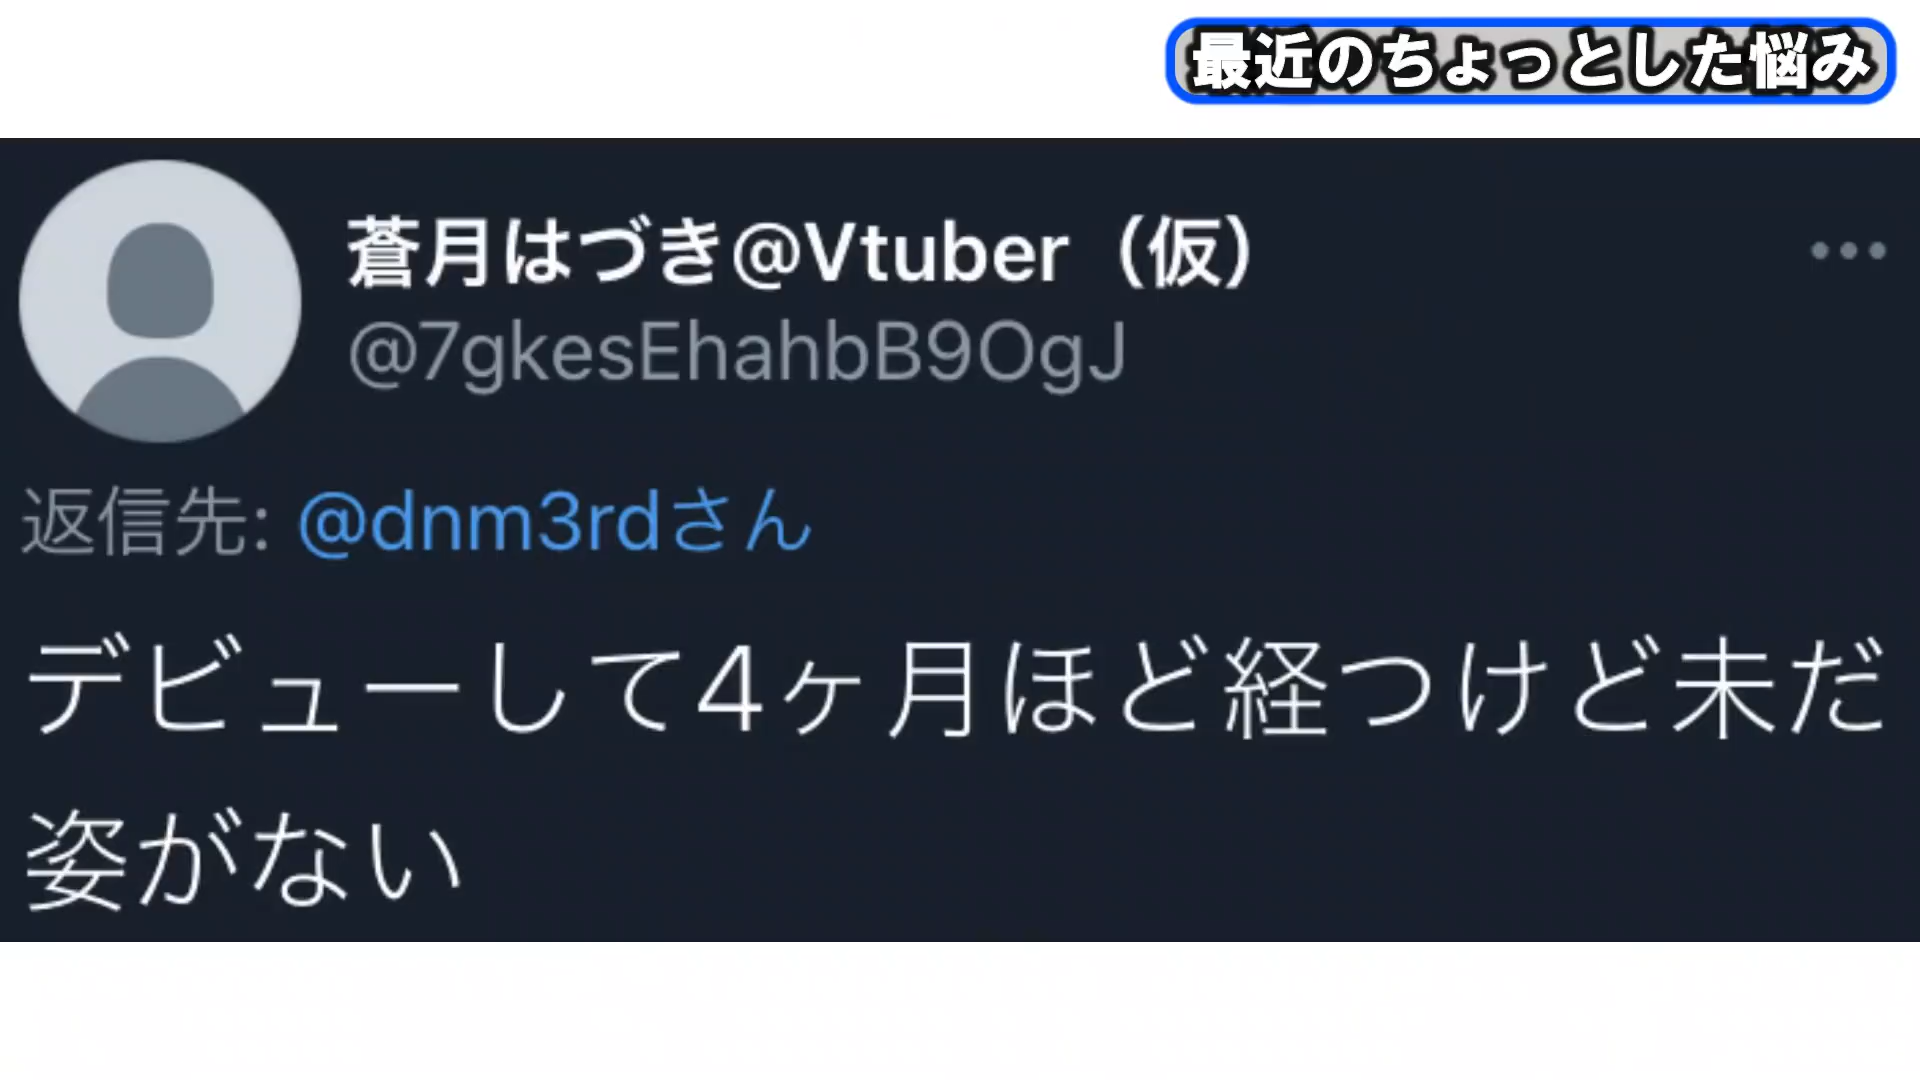 最近のちょっとした悩み
蒼月はづき@Vtuber（仮）
@7gkesEhahbB9OgJ
返信先: @dnm3rdさん
デビューして4ヶ月ほど経つけど未だ
姿がない